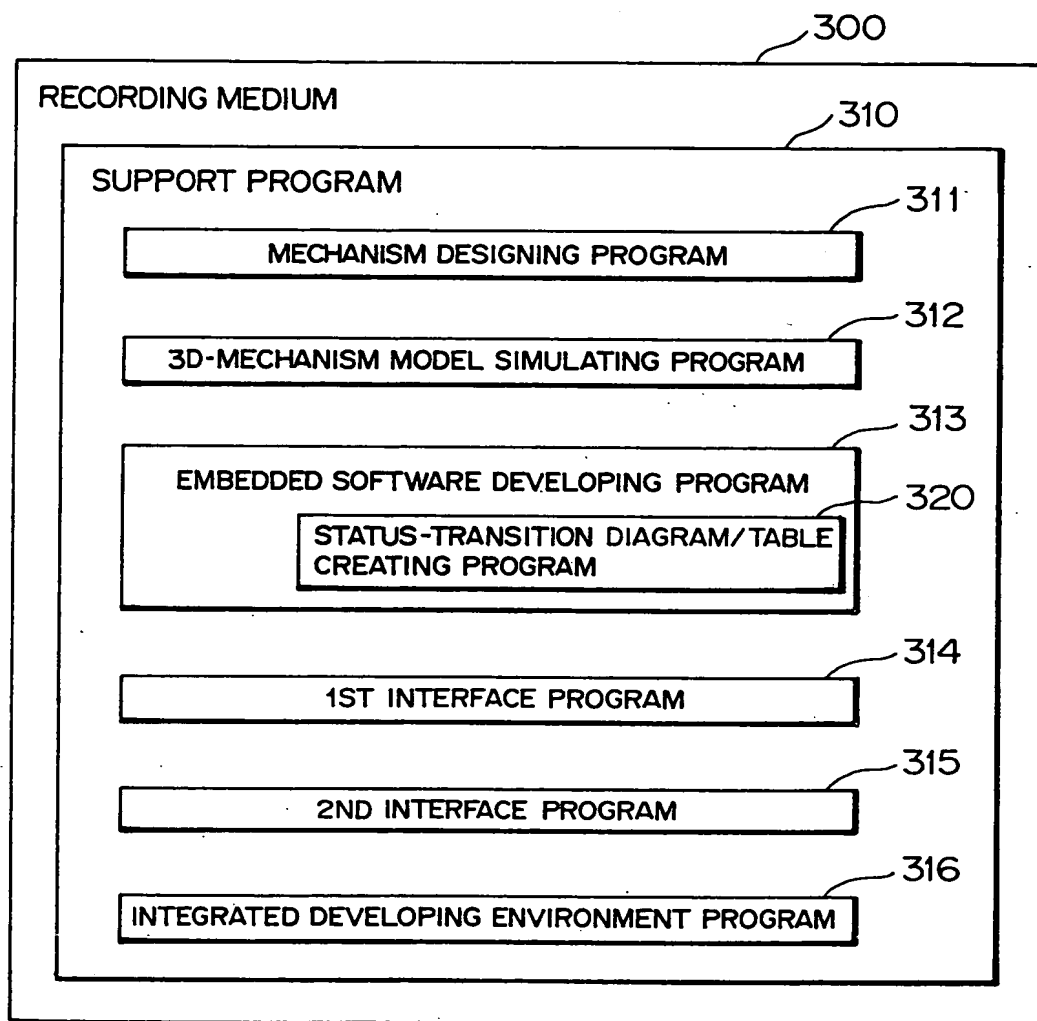 300
RECORDING MEDIUM
310
SUPPORT PROGRAM
311
MECHANISM DESIGNING PROGRAM
312
3D-MECHANISM MODEL SIMULATING PROGRAM
313
EMBEDDED SOFTWARE DEVELOPING PROGRAM
320
STATUS-TRANSITION DIAGRAM/TABLE
CREATING PROGRAM
314
1ST INTERFACE PROGRAM
315
2ND INTERFACE PROGRAM
316
INTEGRATED DEVELOPING ENVIRONMENT PROGRAM